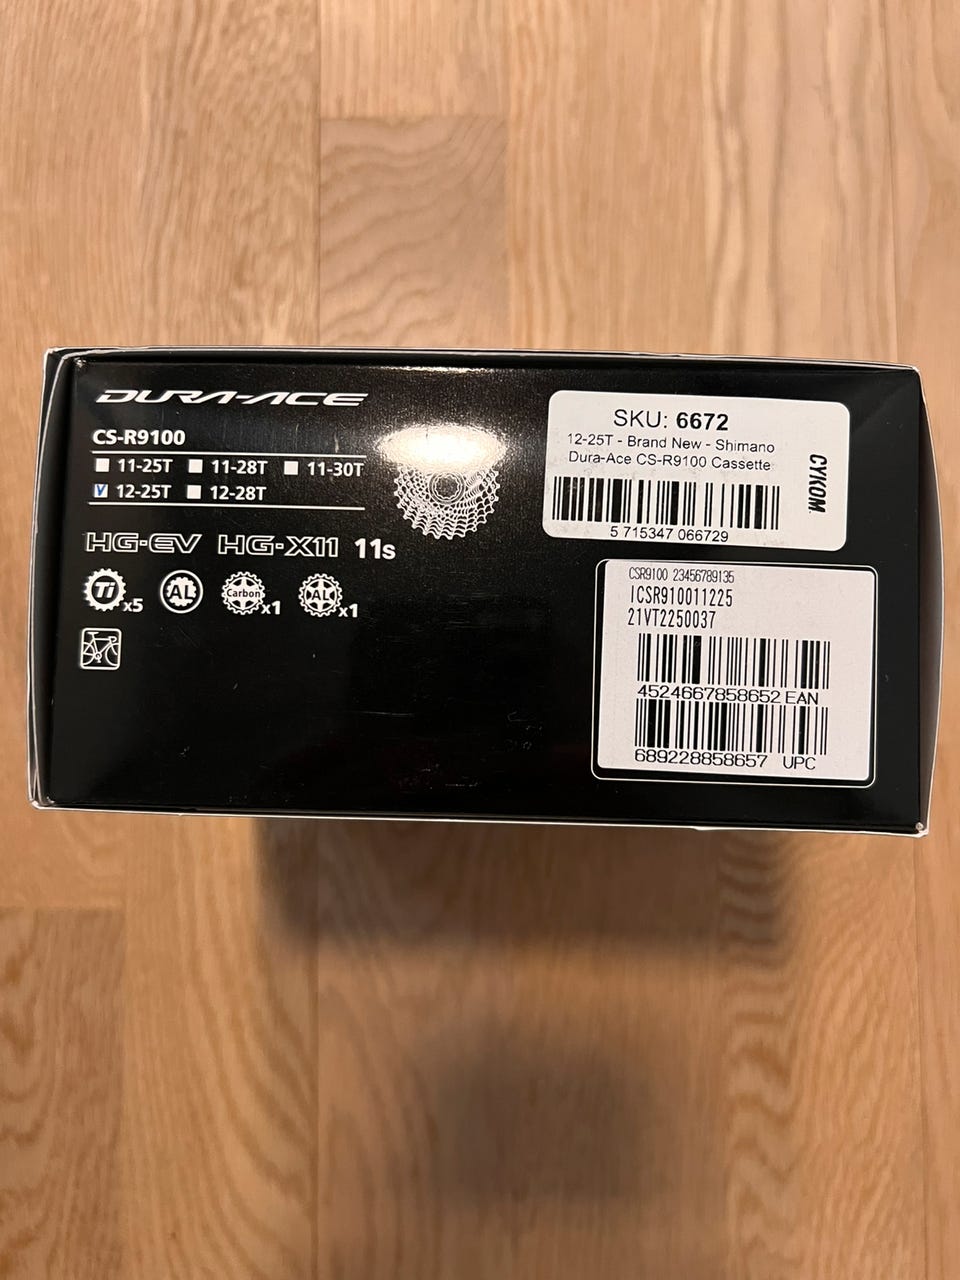 DURA-ACE
CS-R9100
11-25T 11-28T 11-30T
12-25T 12-28T
HG-EV HG-X11 11s
Ti x5 AL Carbon x1 AL x1
SKU: 6672
12-25T - Brand New - Shimano
Dura-Ace CS-R9100 Cassette
5 715347 066729
CYKOM.
CSR9100 23456789135
ICSR910011225
21VT2250037
4524667858652 EAN
689228858657 UPC